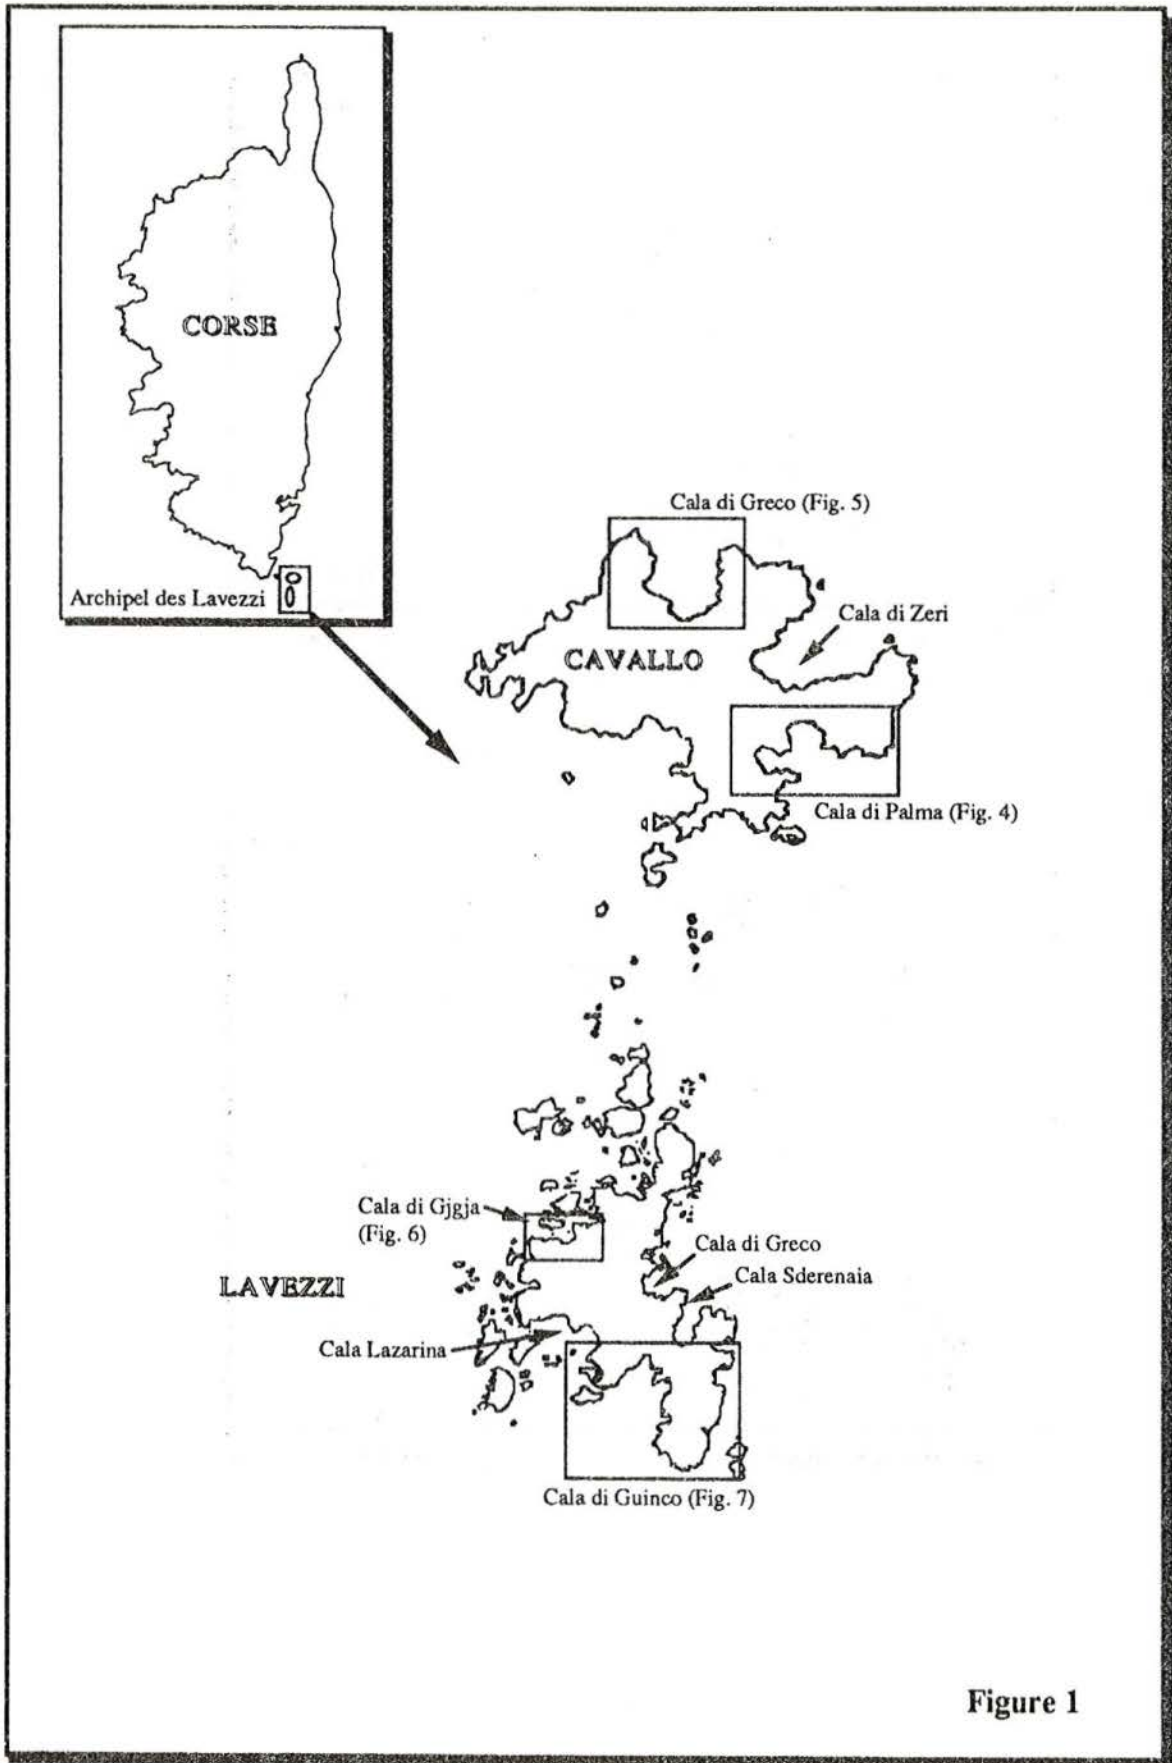 CORSE
Archipel des Lavezzi
Cala di Greco (Fig. 5)
Cala di Zeri
CAVALLO
Cala di Palma (Fig. 4)
Cala di Gjgja
(Fig. 6)
Cala di Greco
Cala Sderenaia
LAVEZZI
Cala Lazarina
Cala di Guinco (Fig. 7)
Figure 1